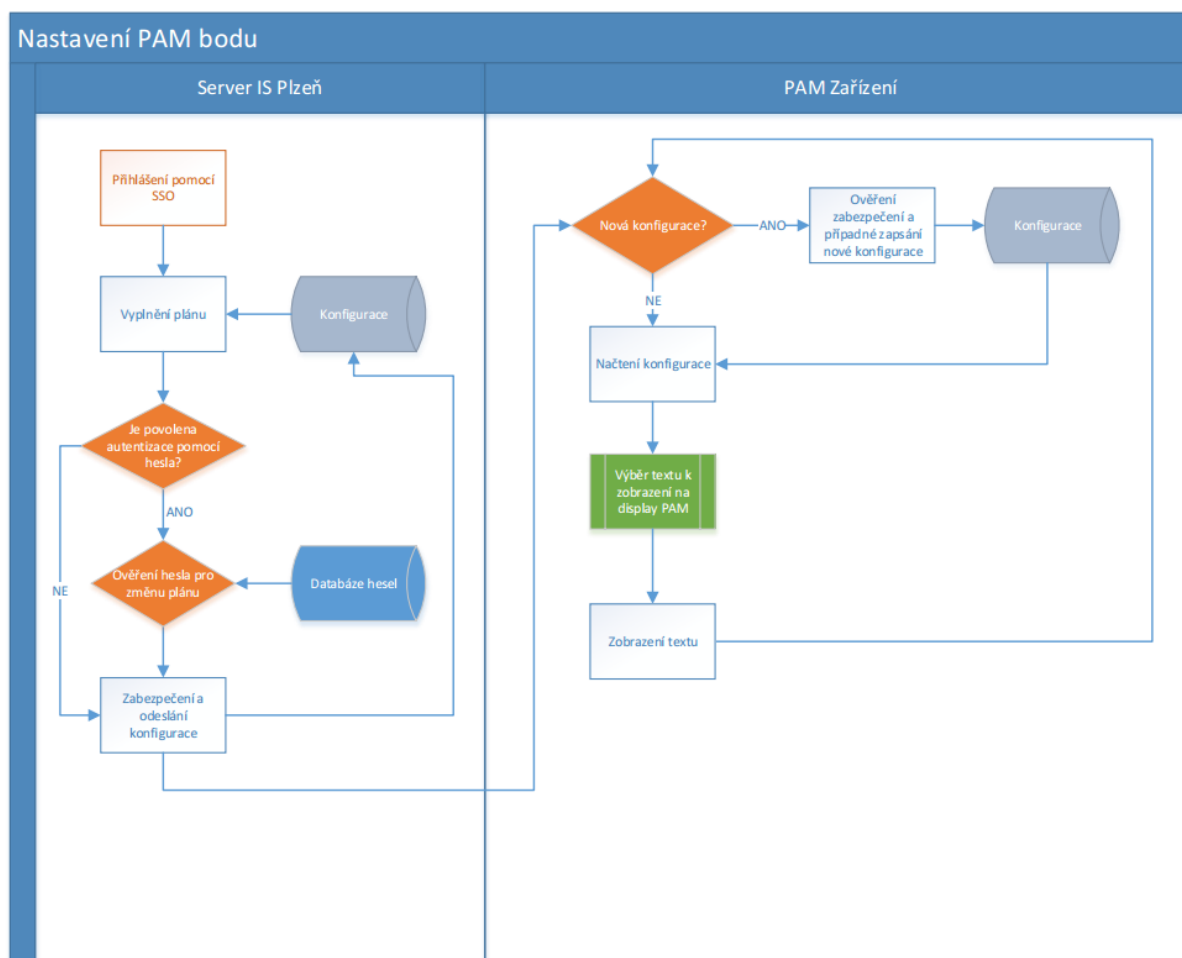 Nastavení PAM bodu
Server IS Plzeň
PAM Zařízení
Přihlášení pomocí
SSO
Vyplnění plánu
Konfigurace
Je povolena
autentizace pomocí
hesla?
ANO
NE
Ověření hesla pro
změnu plánu
Databáze hesel
Zabezpečení a
odeslání
konfigurace
Nová konfigurace?
ANO
Ověření
zabezpečení a
případné zapsání
nové konfigurace
Konfigurace
NE
Načtení konfigurace
Výběr textu k
zobrazení na
display PAM
Zobrazení textu